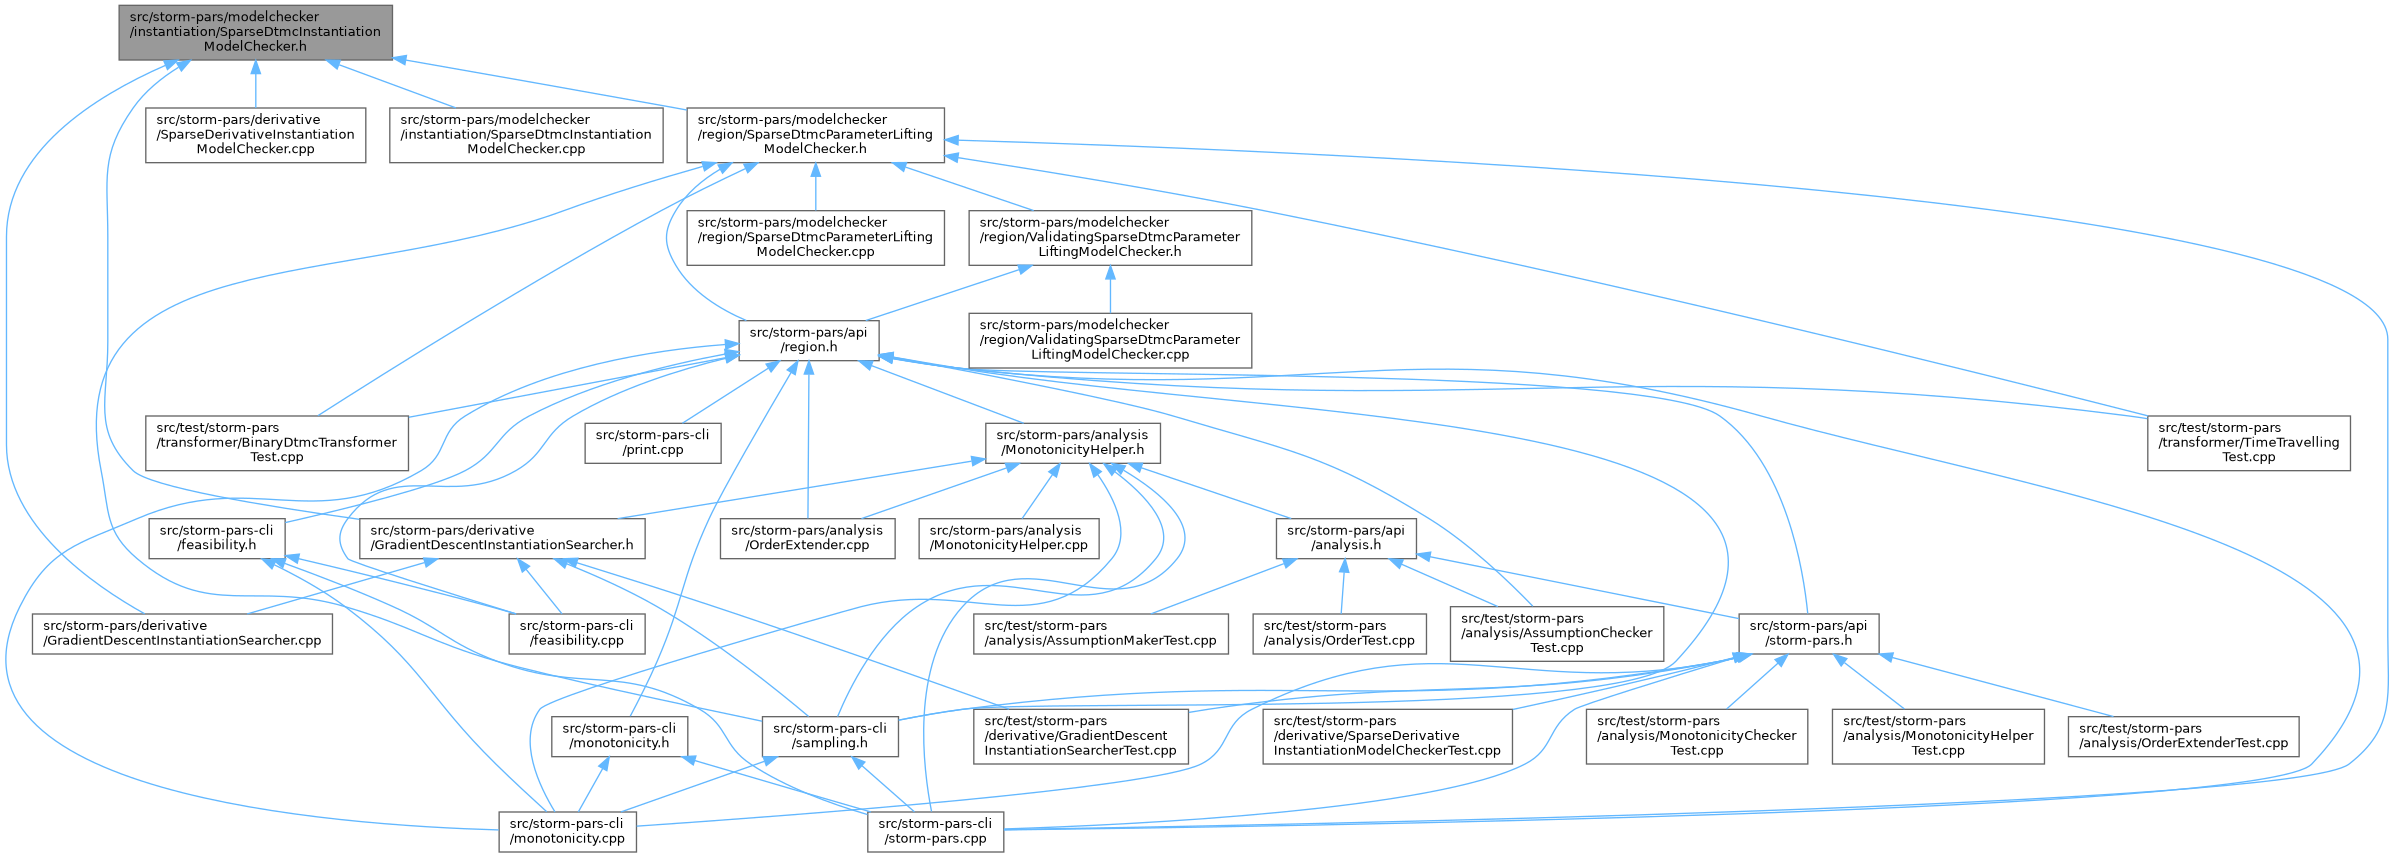 src/storm-pars/modelchecker
/instantiation/SparseDtmcInstantiation
ModelChecker.h
src/storm-pars/derivative
/SparseDerivativeInstantiation
ModelChecker.cpp
src/storm-pars/modelchecker
/instantiation/SparseDtmcInstantiation
ModelChecker.cpp
src/storm-pars/modelchecker
/region/SparseDtmcParameterLifting
ModelChecker.h
src/storm-pars/modelchecker
/region/SparseDtmcParameterLifting
ModelChecker.cpp
src/storm-pars/modelchecker
/region/ValidatingSparseDtmcParameter
LiftingModelChecker.h
src/storm-pars/api
/region.h
src/storm-pars/modelchecker
/region/ValidatingSparseDtmcParameter
LiftingModelChecker.cpp
src/test/storm-pars
/transformer/BinaryDtmcTransformer
Test.cpp
src/storm-pars-cli
/print.cpp
src/storm-pars/analysis
/MonotonicityHelper.h
src/test/storm-pars
/transformer/TimeTravelling
Test.cpp
src/storm-pars-cli
/feasibility.h
src/storm-pars/derivative
/GradientDescentInstantiationSearcher.h
src/storm-pars/analysis
/OrderExtender.cpp
src/storm-pars/analysis
/MonotonicityHelper.cpp
src/storm-pars/api
/analysis.h
src/storm-pars/derivative
/GradientDescentInstantiationSearcher.cpp
src/storm-pars-cli
/feasibility.cpp
src/test/storm-pars
/analysis/AssumptionMakerTest.cpp
src/test/storm-pars
/analysis/OrderTest.cpp
src/test/storm-pars
/analysis/AssumptionChecker
Test.cpp
src/storm-pars/api
/storm-pars.h
src/storm-pars-cli
/monotonicity.h
src/storm-pars-cli
/sampling.h
src/test/storm-pars
/derivative/GradientDescent
InstantiationSearcherTest.cpp
src/test/storm-pars
/derivative/SparseDerivative
InstantiationModelCheckerTest.cpp
src/test/storm-pars
/analysis/MonotonicityChecker
Test.cpp
src/test/storm-pars
/analysis/MonotonicityHelper
Test.cpp
src/test/storm-pars
/analysis/OrderExtenderTest.cpp
src/storm-pars-cli
/monotonicity.cpp
src/storm-pars-cli
/storm-pars.cpp